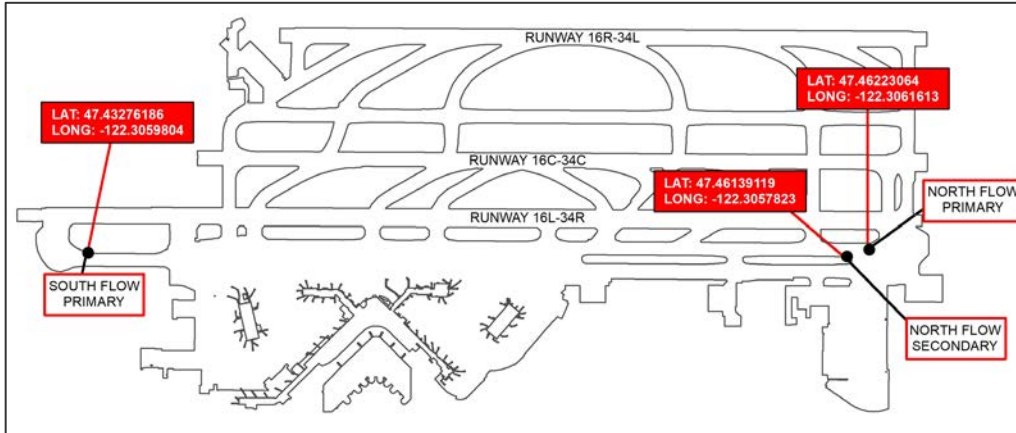 RUNWAY 16R-34L
LAT: 47.46223064
LONG: -122.3061613
LAT: 47.43276186
LONG: -122.3059804
RUNWAY 16C-34C
LAT: 47.46139119
LONG: -122.3057823
NORTH FLOW
PRIMARY
RUNWAY 16L-34R
SOUTH FLOW
PRIMARY
NORTH FLOW
SECONDARY